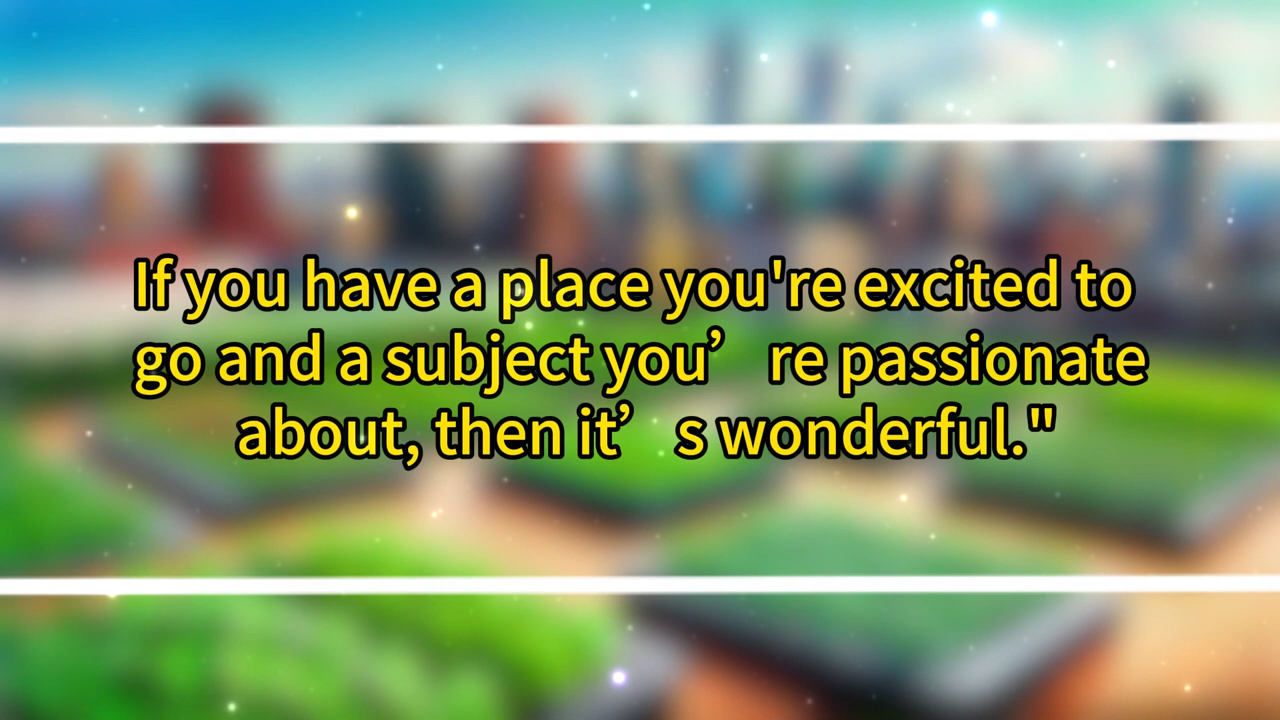 If you have a place you're excited to
go and a subject you’ re passionate
about, then it’ s wonderful."